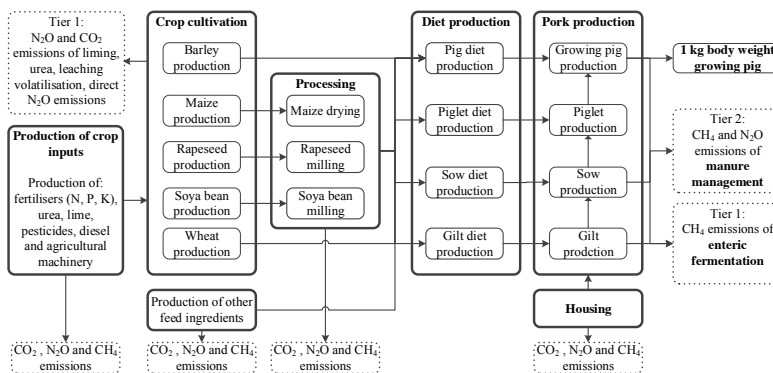 Tier 1:
N₂O and CO₂
emissions of liming,
urea, leaching
volatilisation, direct
N₂O emissions
Production of crop
inputs
Production of:
fertilisers (N, P, K),
urea, lime,
pesticides, diesel
and agricultural
machinery
CO₂ , N₂O and CH₄
emissions
Crop cultivation
Barley
production
Maize
production
Rapeseed
production
Soya bean
production
Wheat
production
Processing
Maize drying
Rapeseed
milling
Soya bean
milling
Production of other
feed ingredients
CO₂ , N₂O and CH₄
emissions
CO₂ , N₂O and CH₄
emissions
Diet production
Pig diet
production
Piglet diet
production
Sow diet
production
Gilt diet
production
Pork production
Growing pig
production
Piglet
production
Sow
production
Gilt
prodction
Housing
CO₂ , N₂O and CH₄
emissions
1 kg body weight
growing pig
Tier 2:
CH₄ and N₂O
emissions of
manure
management
Tier 1:
CH₄ emissions of
enteric
fermentation